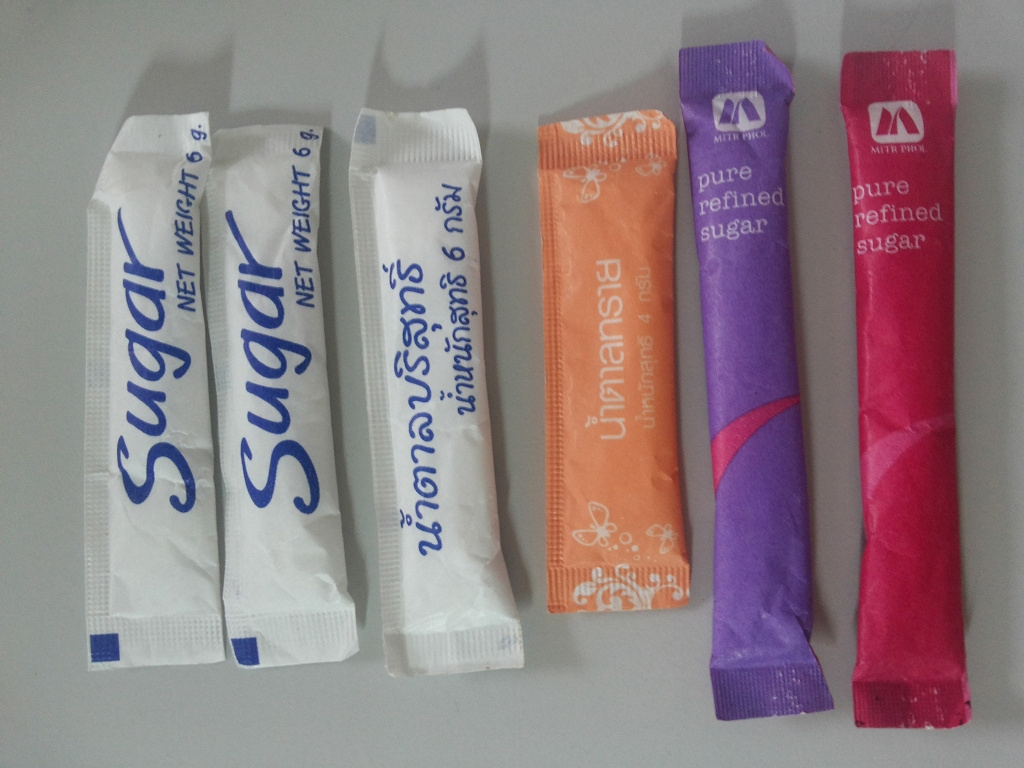 Sugar
NET WEIGHT 6 g.
Sugar
NET WEIGHT 6 g.
น้ำตาลบริสุทธิ์
น้ำหนักสุทธิ 6 กรัม
น้ำตาลทราย
น้ำหนักสุทธิ 4 กรัม
MITR PHOL
pure
refined
sugar
MITR PHOL
pure
refined
sugar